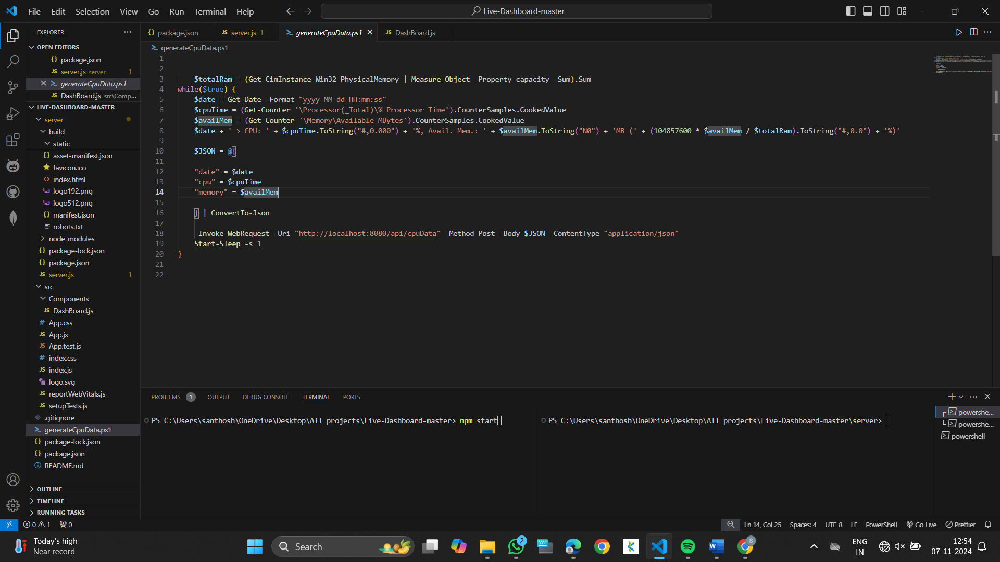 File Edit Selection View Go Run Terminal Help
Live-Dashboard-master
EXPLORER
OPEN EDITORS
package.json
server.js server 1
generateCpuData.ps1
DashBoard.js src\Comp...
LIVE-DASHBOARD-MASTER
server
build
static
asset-manifest.json
favicon.ico
index.html
logo192.png
logo512.png
manifest.json
robots.txt
node_modules
package-lock.json
package.json
server.js 1
src
Components
DashBoard.js
App.css
App.js
App.test.js
index.css
index.js
logo.svg
reportWebVitals.js
setupTests.js
.gitignore
generateCpuData.ps1
package-lock.json
package.json
README.md
OUTLINE
TIMELINE
RUNNING TASKS
package.json server.js 1 generateCpuData.ps1 DashBoard.js
generateCpuData.ps1
1
2
3 $totalRam = (Get-CimInstance Win32_PhysicalMemory | Measure-Object -Property capacity -Sum).Sum
4 while($true) {
5 $date = Get-Date -Format "yyyy-MM-dd HH:mm:ss"
6 $cpuTime = (Get-Counter '\Processor(_Total)\% Processor Time').CounterSamples.CookedValue
7 $availMem = (Get-Counter '\Memory\Available MBytes').CounterSamples.CookedValue
8 $date + ' > CPU: ' + $cpuTime.ToString("#,0.000") + '%, Avail. Mem.: ' + $availMem.ToString("N0") + 'MB (' + (104857600 * $availMem / $totalRam).ToString("#,0.0") + '%)'
9
10 $JSON = @{
11
12 "date" = $date
13 "cpu" = $cpuTime
14 "memory" = $availMem
15
16 } | ConvertTo-Json
17
18 Invoke-WebRequest -Uri "http://localhost:8080/api/cpuData" -Method Post -Body $JSON -ContentType "application/json"
19 Start-Sleep -s 1
20 }
21
22
PROBLEMS 1 OUTPUT DEBUG CONSOLE TERMINAL PORTS
PS C:\Users\santhosh\OneDrive\Desktop\All projects\Live-Dashboard-master> npm start
PS C:\Users\santhosh\OneDrive\Desktop\All projects\Live-Dashboard-master\server>
powershe...
powershe...
powershell
0 1 0
Ln 14, Col 25 Spaces: 4 UTF-8 LF PowerShell Go Live Prettier
Today's high
Near record
Search
2
S
ENG
IN
12:54
07-11-2024